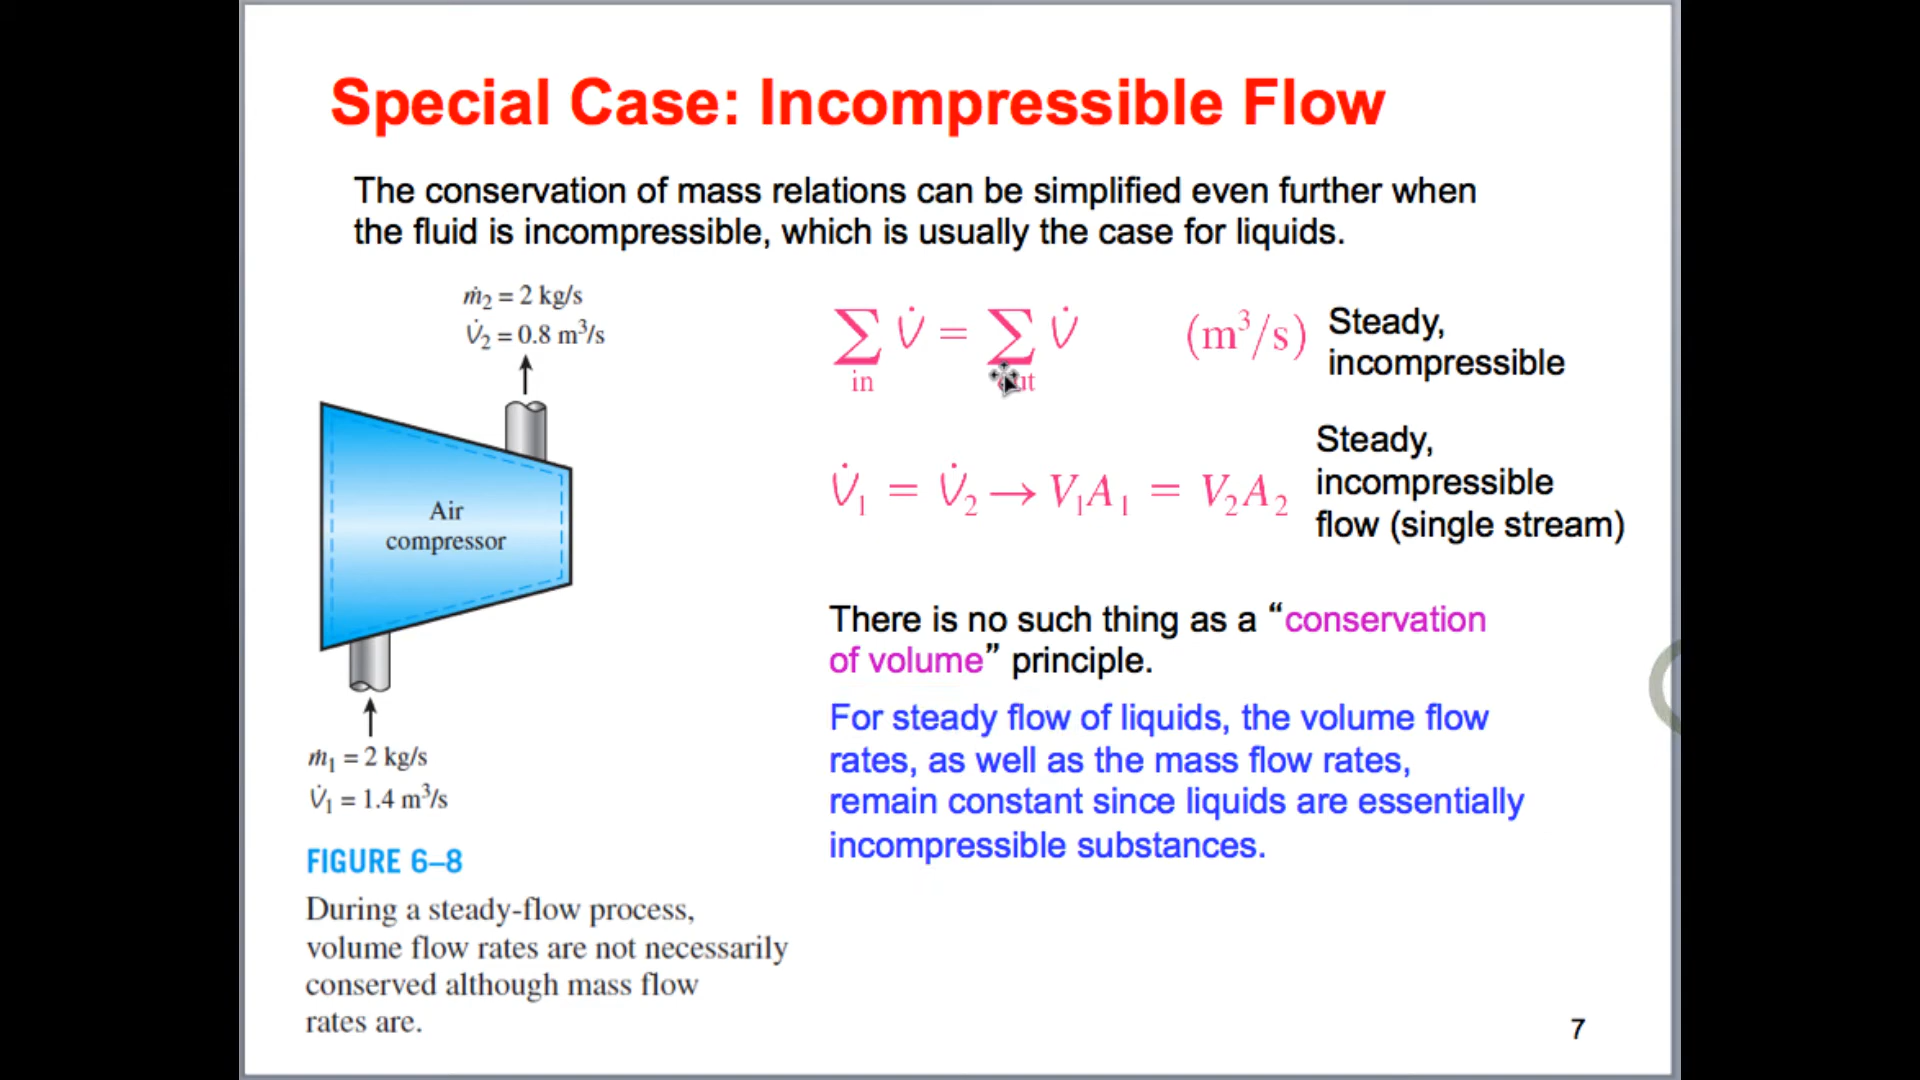 Special Case: Incompressible Flow
The conservation of mass relations can be simplified even further when
the fluid is incompressible, which is usually the case for liquids.
ṁ₂ = 2 kg/s
V̇₂ = 0.8 m³/s
Air
compressor
ṁ₁ = 2 kg/s
V̇₁ = 1.4 m³/s
FIGURE 6–8
During a steady-flow process,
volume flow rates are not necessarily
conserved although mass flow
rates are.
∑ V̇ = ∑ V̇ (m³/s)
in out
Steady,
incompressible
V̇₁ = V̇₂ → V₁A₁ = V₂A₂
Steady,
incompressible
flow (single stream)
There is no such thing as a “conservation
of volume” principle.
For steady flow of liquids, the volume flow
rates, as well as the mass flow rates,
remain constant since liquids are essentially
incompressible substances.
7